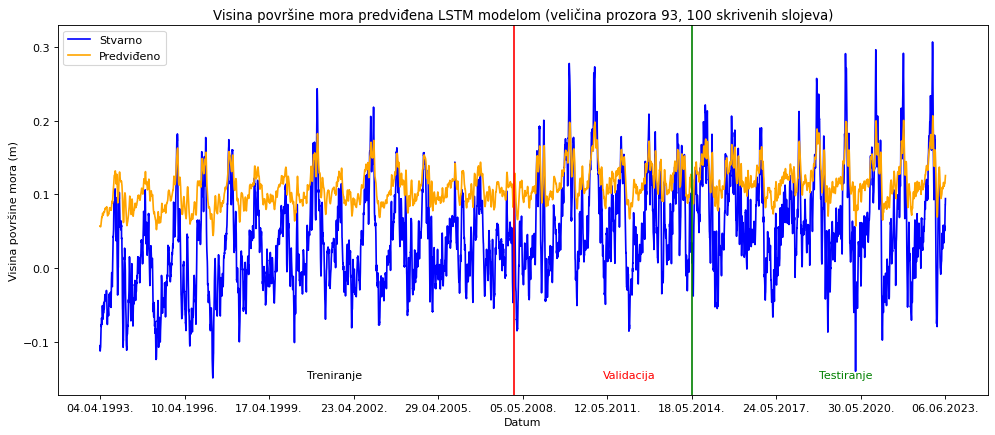 Visina površine mora predviđena LSTM modelom (veličina prozora 93, 100 skrivenih slojeva)
Stvarno
Predviđeno
Visina površine mora (m)
0.3
0.2
0.1
0.0
−0.1
Treniranje
Validacija
Testiranje
04.04.1993.
10.04.1996.
17.04.1999.
23.04.2002.
29.04.2005.
05.05.2008.
12.05.2011.
18.05.2014.
24.05.2017.
30.05.2020.
06.06.2023.
Datum